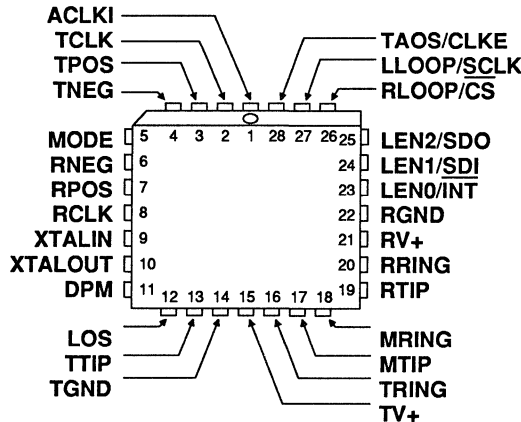 ACLKI
TCLK TAOS/CLKE
TPOS LLOOP/SCLK
TNEG RLOOP/C̅S̅
4 3 2 1 28 27 26
MODE 5 25 LEN2/SDO
RNEG 6 24 LEN1/SDI
RPOS 7 23 LEN0/I̅N̅T̅
RCLK 8 22 RGND
XTALIN 9 21 RV+
XTALOUT 10 20 RRING
DPM 11 19 RTIP
12 13 14 15 16 17 18
LOS MRING
TTIP MTIP
TGND TRING
TV+